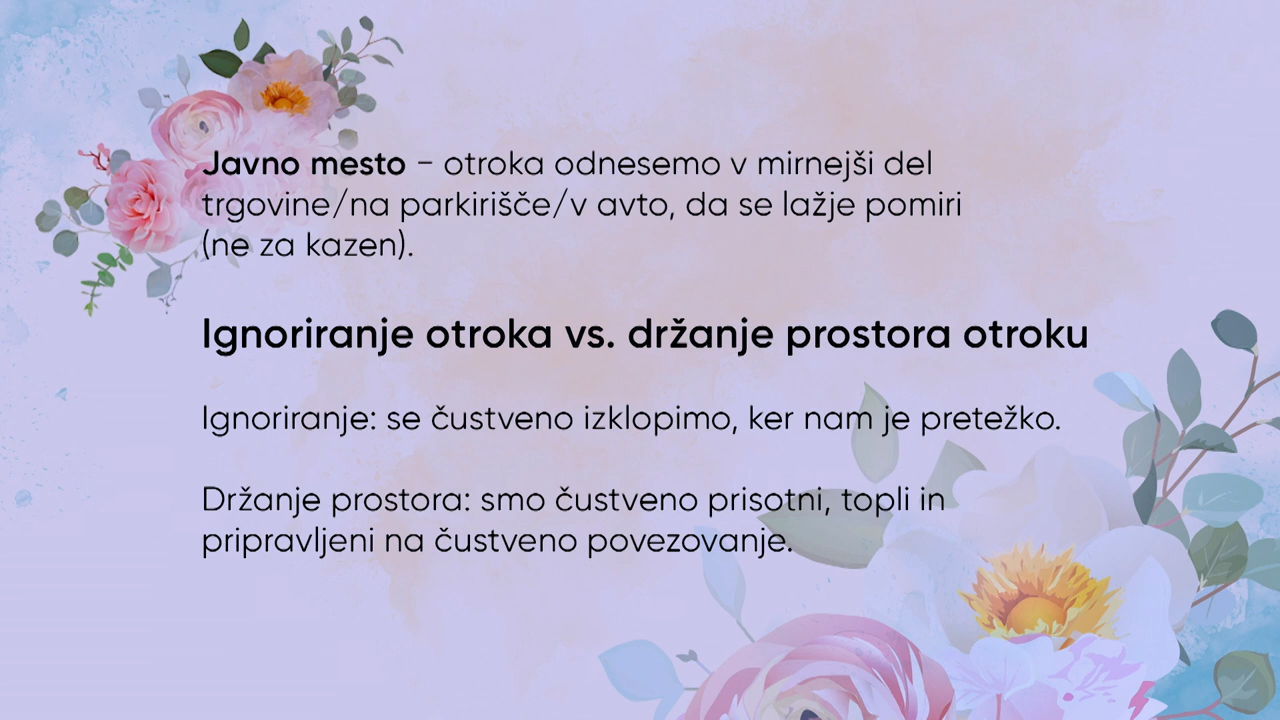 Javno mesto – otroka odnesemo v mirnejši del
trgovine/na parkirišče/v avto, da se lažje pomiri
(ne za kazen).
Ignoriranje otroka vs. držanje prostora otroku
Ignoriranje: se čustveno izklopimo, ker nam je pretežko.
Držanje prostora: smo čustveno prisotni, topli in
pripravljeni na čustveno povezovanje.